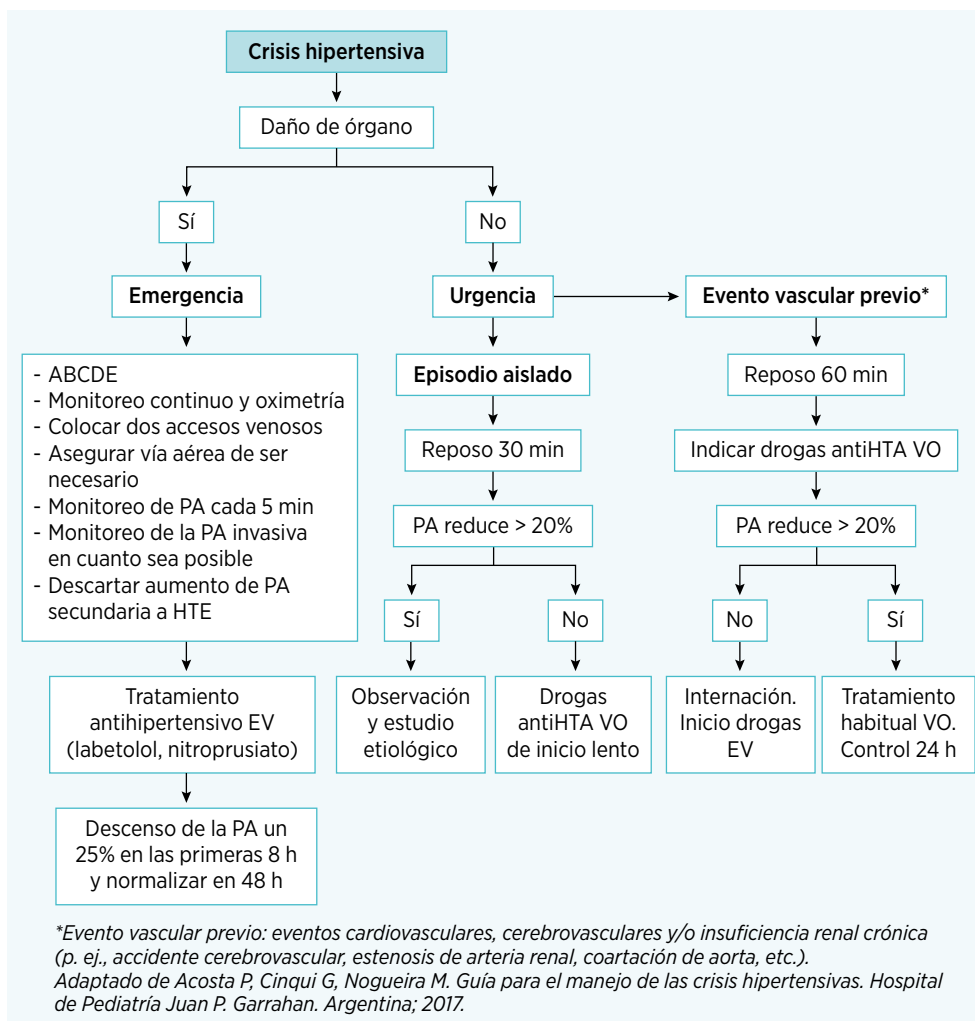 Crisis hipertensiva
Daño de órgano
Sí
No
Emergencia
Urgencia
Evento vascular previo*
- ABCDE
- Monitoreo continuo y oximetría
- Colocar dos accesos venosos
- Asegurar vía aérea de ser
necesario
- Monitoreo de PA cada 5 min
- Monitoreo de la PA invasiva
en cuanto sea posible
- Descartar aumento de PA
secundaria a HTE
Tratamiento
antihipertensivo EV
(labetolol, nitroprusiato)
Descenso de la PA un
25% en las primeras 8 h
y normalizar en 48 h
Episodio aislado
Reposo 30 min
PA reduce > 20%
Sí
No
Observación
y estudio
etiológico
Drogas
antiHTA VO
de inicio lento
Reposo 60 min
Indicar drogas antiHTA VO
PA reduce > 20%
No
Sí
Internación.
Inicio drogas
EV
Tratamiento
habitual VO.
Control 24 h
*Evento vascular previo: eventos cardiovasculares, cerebrovasculares y/o insuficiencia renal crónica
(p. ej., accidente cerebrovascular, estenosis de arteria renal, coartación de aorta, etc.).
Adaptado de Acosta P, Cinqui G, Nogueira M. Guía para el manejo de las crisis hipertensivas. Hospital
de Pediatría Juan P. Garrahan. Argentina; 2017.